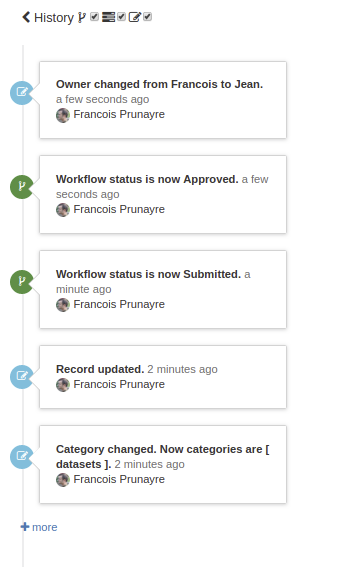 History
Owner changed from Francois to Jean.
a few seconds ago
Francois Prunayre
Workflow status is now Approved. a few
seconds ago
Francois Prunayre
Workflow status is now Submitted. a
minute ago
Francois Prunayre
Record updated. 2 minutes ago
Francois Prunayre
Category changed. Now categories are [
datasets ]. 2 minutes ago
Francois Prunayre
more